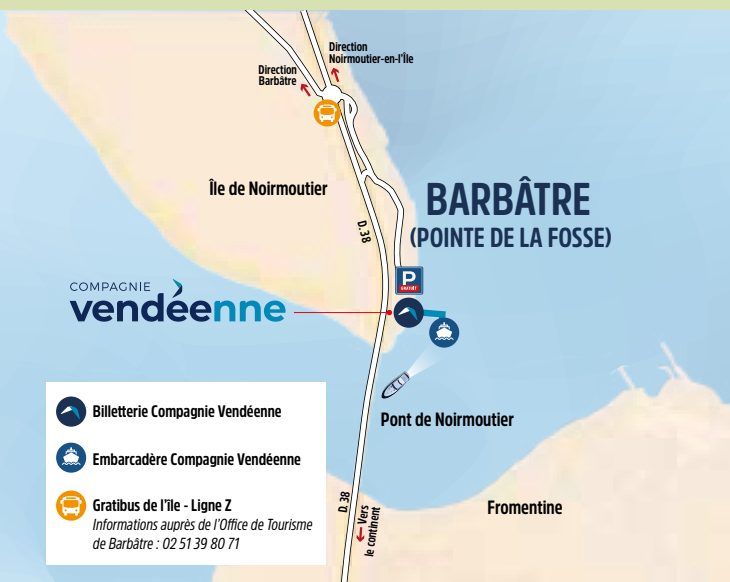 Direction
Noirmoutier-en-l'Île
Direction
Barbâtre
Île de Noirmoutier
D. 38
BARBÂTRE
(POINTE DE LA FOSSE)
P
GRATUIT
COMPAGNIE
vendéenne
Pont de Noirmoutier
Billetterie Compagnie Vendéenne
Embarcadère Compagnie Vendéenne
Gratibus de l'île - Ligne Z
Informations auprès de l'Office de Tourisme
de Barbâtre : 02 51 39 80 71
D. 38
Vers
le continent
Fromentine